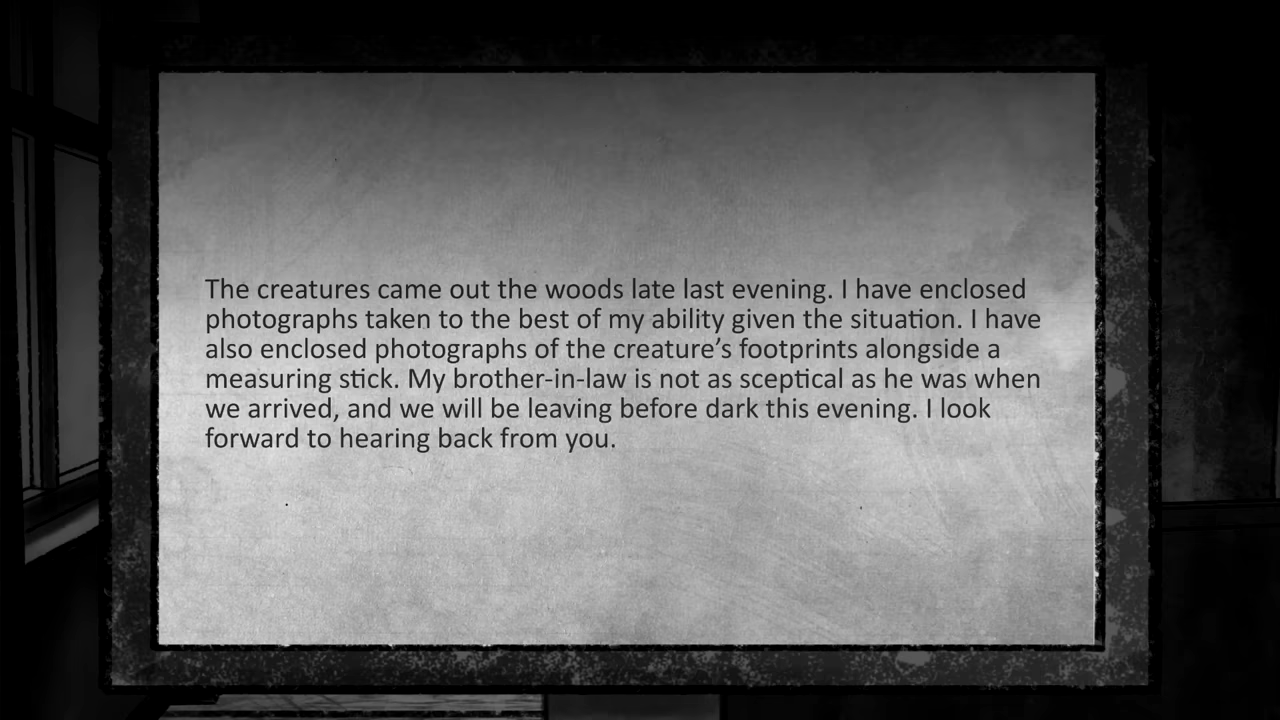 The creatures came out the woods late last evening. I have enclosed
photographs taken to the best of my ability given the situation. I have
also enclosed photographs of the creature’s footprints alongside a
measuring stick. My brother-in-law is not as sceptical as he was when
we arrived, and we will be leaving before dark this evening. I look
forward to hearing back from you.